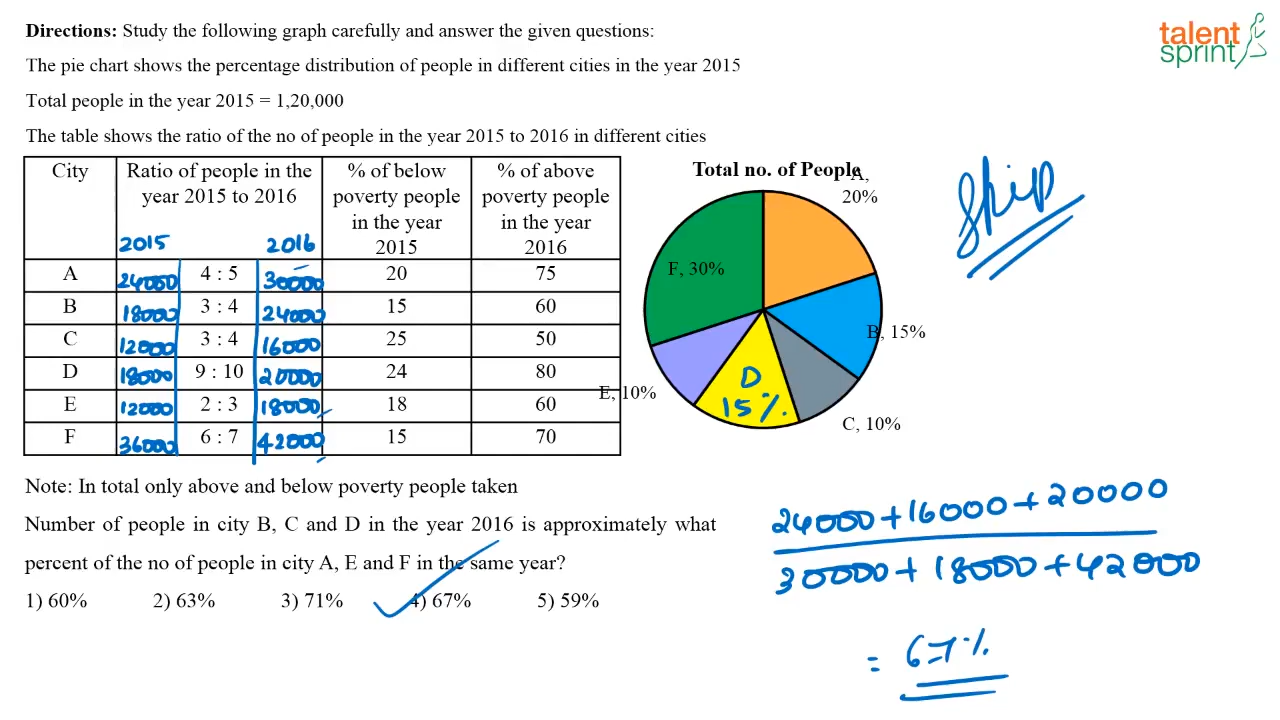 Directions: Study the following graph carefully and answer the given questions:
talent
sprint
The pie chart shows the percentage distribution of people in different cities in the year 2015
Total people in the year 2015 = 1,20,000
The table shows the ratio of the no of people in the year 2015 to 2016 in different cities
City Ratio of people in the % of below % of above
year 2015 to 2016 poverty people poverty people
in the year in the year
2015 2016 2015 2016
A 24000 4 : 5 30000 20 75
B 18000 3 : 4 24000 15 60
C 12000 3 : 4 16000 25 50
D 18000 9 : 10 20000 24 80
E 12000 2 : 3 18000 18 60
F 36000 6 : 7 42000 15 70
Total no. of People
A,
20%
F, 30%
B, 15%
D
15%.
E, 10%
C, 10%
Skip
Note: In total only above and below poverty people taken
Number of people in city B, C and D in the year 2016 is approximately what
percent of the no of people in city A, E and F in the same year?
1) 60% 2) 63% 3) 71% 4) 67% 5) 59%
24000+16000+20000
30000+18000+42000
= 67%